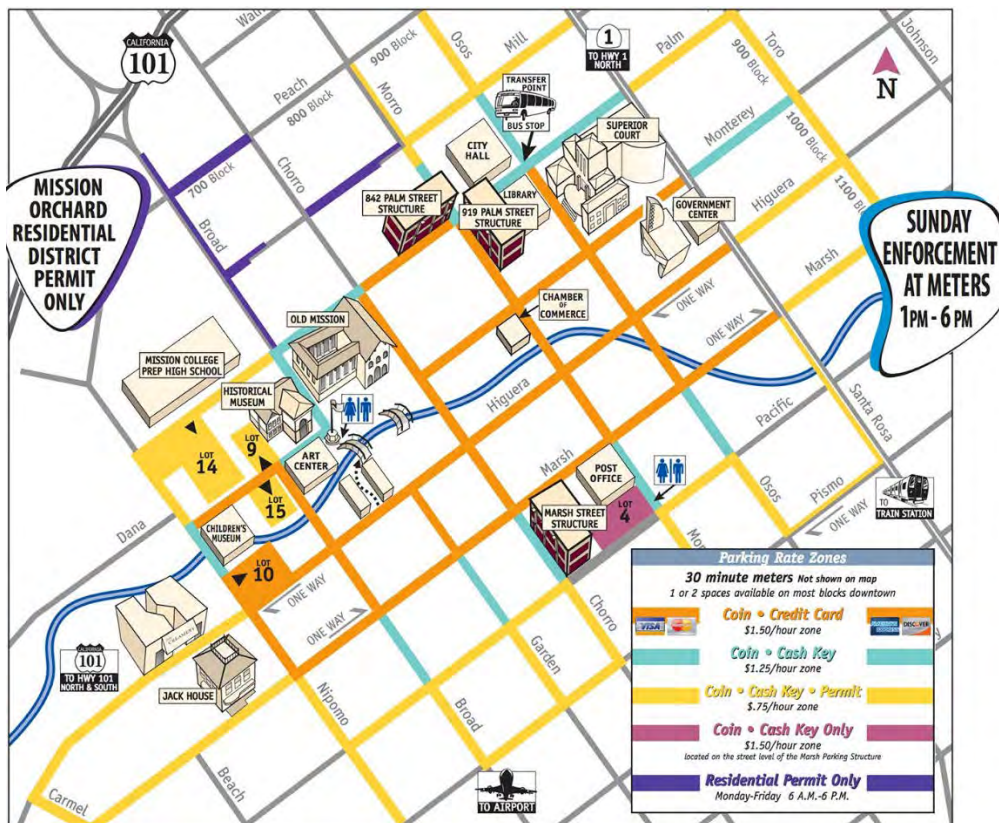 CALIFORNIA
101
Peach
900 Block
800 Block
700 Block
Osos
Mill
Morro
Chorro
Broad
1
TO HWY 1
NORTH
Palm
Toro
900 Block
Johnson
N
Monterey
1000 Block
Higuera
1100 Block
Marsh
TRANSFER
POINT
BUS STOP
SUPERIOR
COURT
CITY
HALL
LIBRARY
842 PALM STREET
STRUCTURE
919 PALM STREET
STRUCTURE
GOVERNMENT
CENTER
MISSION
ORCHARD
RESIDENTIAL
DISTRICT
PERMIT
ONLY
SUNDAY
ENFORCEMENT
AT METERS
1PM - 6 PM
CHAMBER
OF
COMMERCE
ONE WAY
ONE WAY
OLD MISSION
MISSION COLLEGE
PREP HIGH SCHOOL
HISTORICAL
MUSEUM
Higuera
Santa Rosa
Pacific
LOT
14
LOT
9
ART
CENTER
LOT
15
Marsh
POST
OFFICE
Osos
Pismo
ONE WAY
TO
TRAIN STATION
Dana
CHILDREN'S
MUSEUM
MARSH STREET
STRUCTURE
LOT
4
LOT
10
ONE WAY
ONE WAY
Chorro
Garden
101
TO HWY 101
NORTH & SOUTH
JACK HOUSE
Nipomo
Broad
Beach
Carmel
TO AIRPORT
Parking Rate Zones
30 minute meters Not shown on map
1 or 2 spaces available on most blocks downtown
VISA
Coin • Credit Card
DISCOVER
$1.50/hour zone
Coin • Cash Key
$1.25/hour zone
Coin • Cash Key • Permit
$.75/hour zone
Coin • Cash Key Only
$1.50/hour zone
located on the street level of the Marsh Parking Structure
Residential Permit Only
Monday-Friday 6 A.M.-6 P.M.